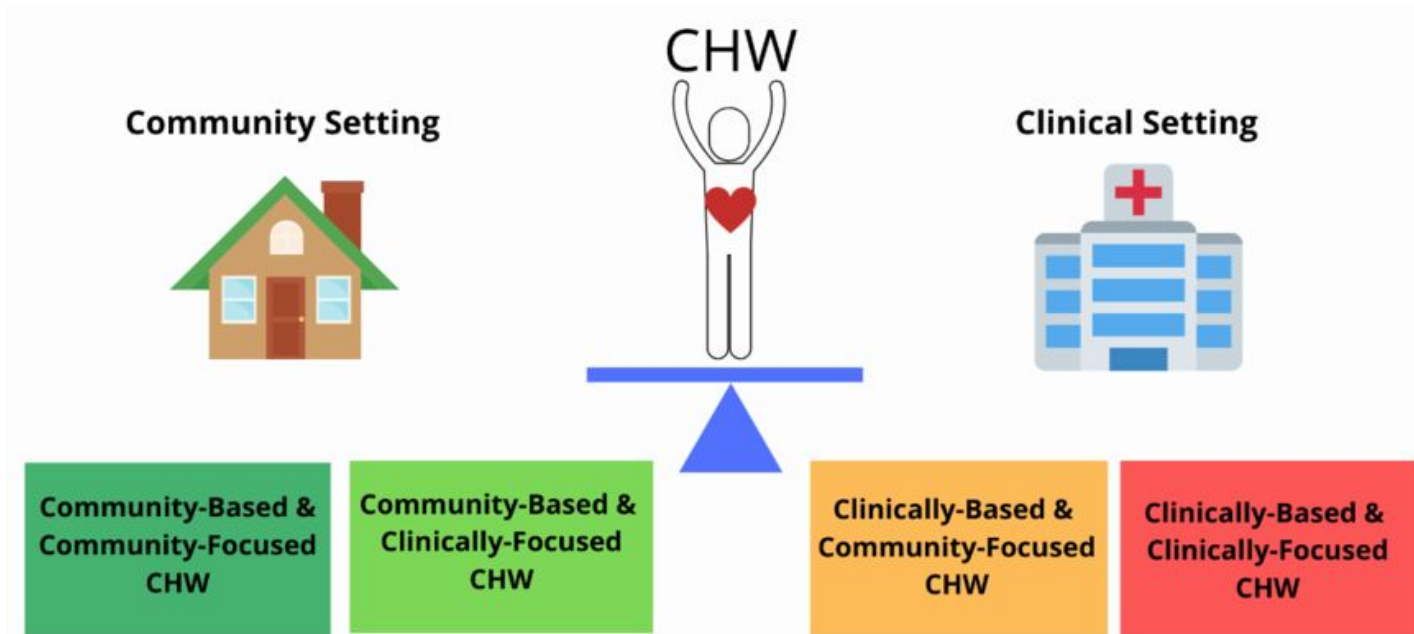 CHW
Community Setting
Clinical Setting
Community-Based &
Community-Focused
CHW
Community-Based &
Clinically-Focused
CHW
Clinically-Based &
Community-Focused
CHW
Clinically-Based &
Clinically-Focused
CHW